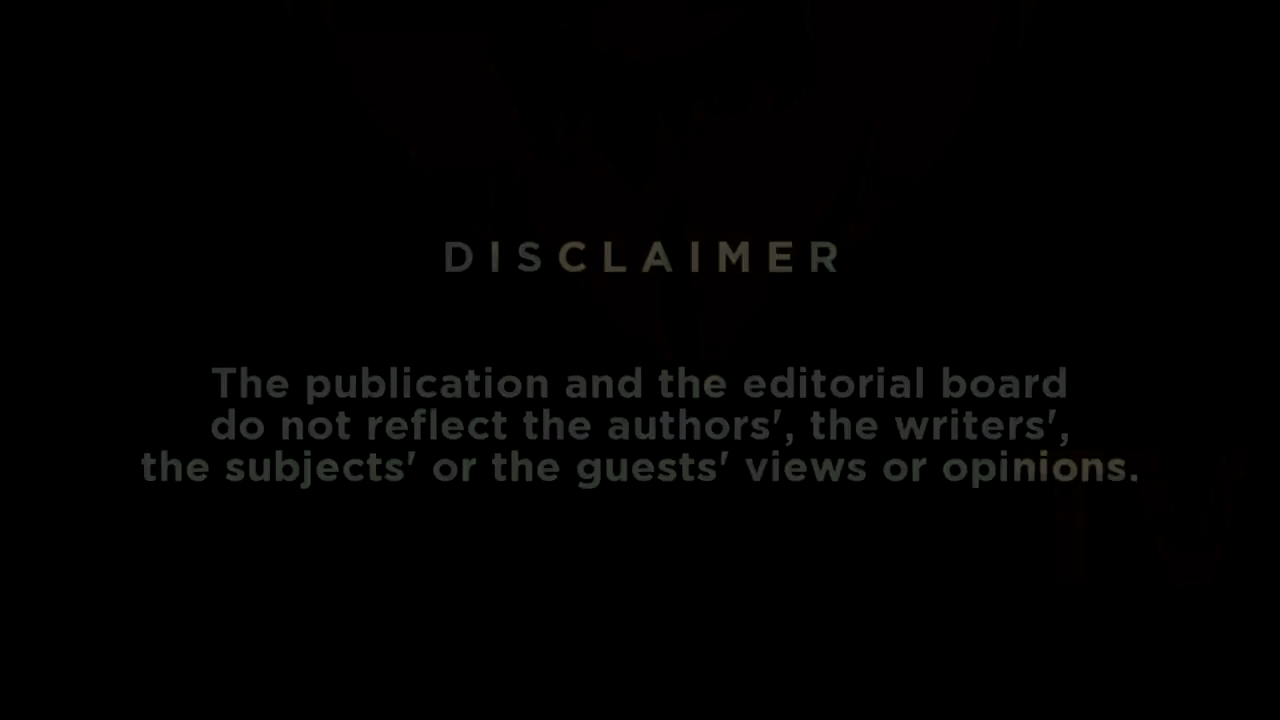 DISCLAIMER
The publication and the editorial board
do not reflect the authors', the writers',
the subjects' or the guests' views or opinions.